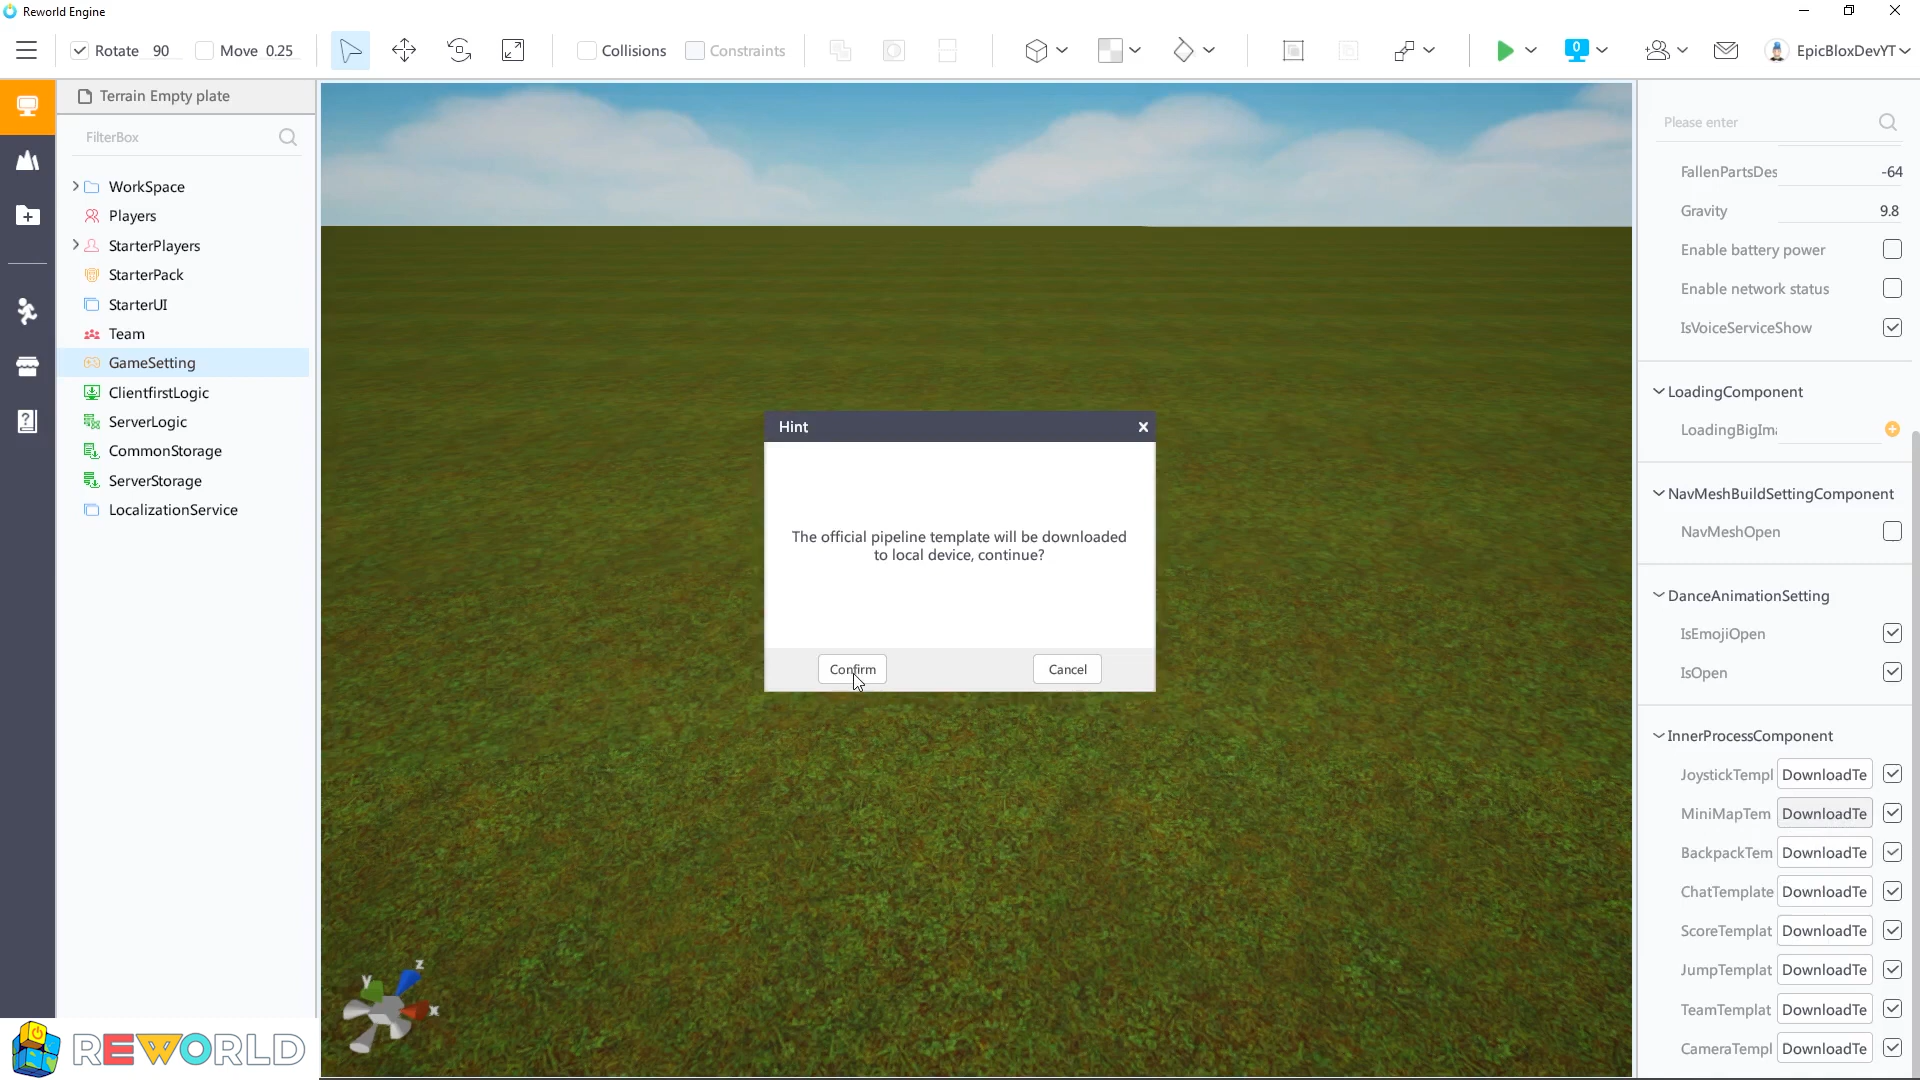 Reworld Engine
Rotate 90 Move 0.25 Collisions Constraints 0 EpicBloxDevYT
Terrain Empty plate
FilterBox
WorkSpace
Players
StarterPlayers
StarterPack
StarterUI
Team
GameSetting
ClientfirstLogic
ServerLogic
CommonStorage
ServerStorage
LocalizationService
Hint x
The official pipeline template will be downloaded
to local device, continue?
Confirm Cancel
z
y
x
REWORLD
Please enter
FallenPartsDes -64
Gravity 9.8
Enable battery power
Enable network status
IsVoiceServiceShow
LoadingComponent
LoadingBigIma
NavMeshBuildSettingComponent
NavMeshOpen
DanceAnimationSetting
IsEmojiOpen
IsOpen
InnerProcessComponent
JoystickTempl DownloadTe
MiniMapTem DownloadTe
BackpackTem DownloadTe
ChatTemplate DownloadTe
ScoreTemplat DownloadTe
JumpTemplat DownloadTe
TeamTemplat DownloadTe
CameraTempl DownloadTe